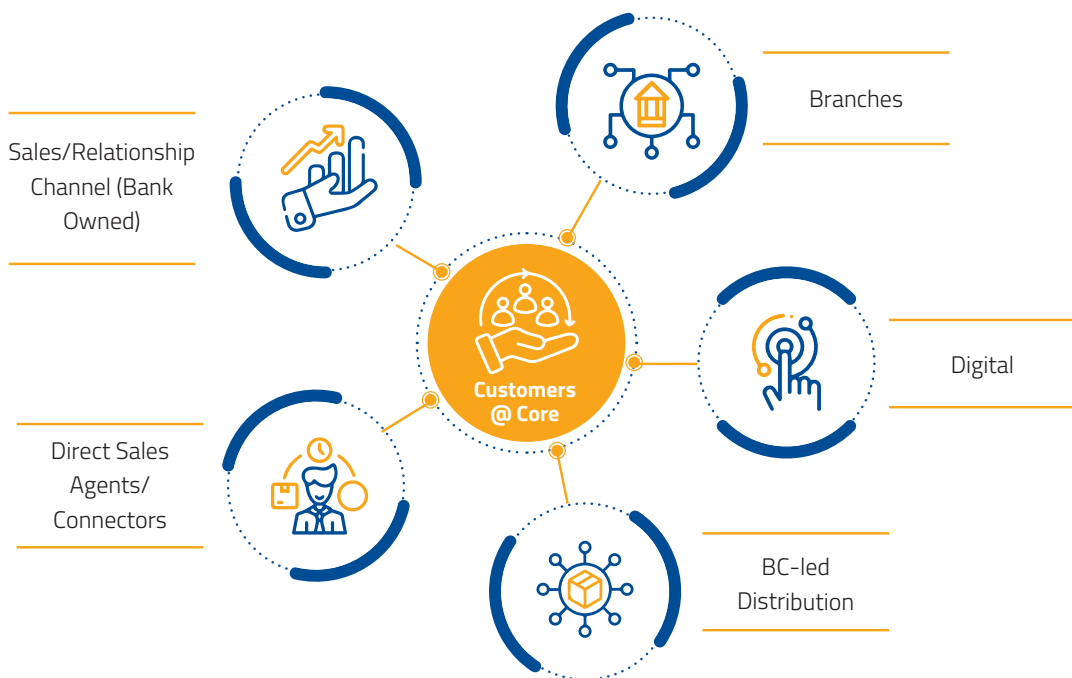 Branches
Sales/Relationship
Channel (Bank
Owned)
Digital
Customers
@ Core
Direct Sales
Agents/
Connectors
BC-led
Distribution